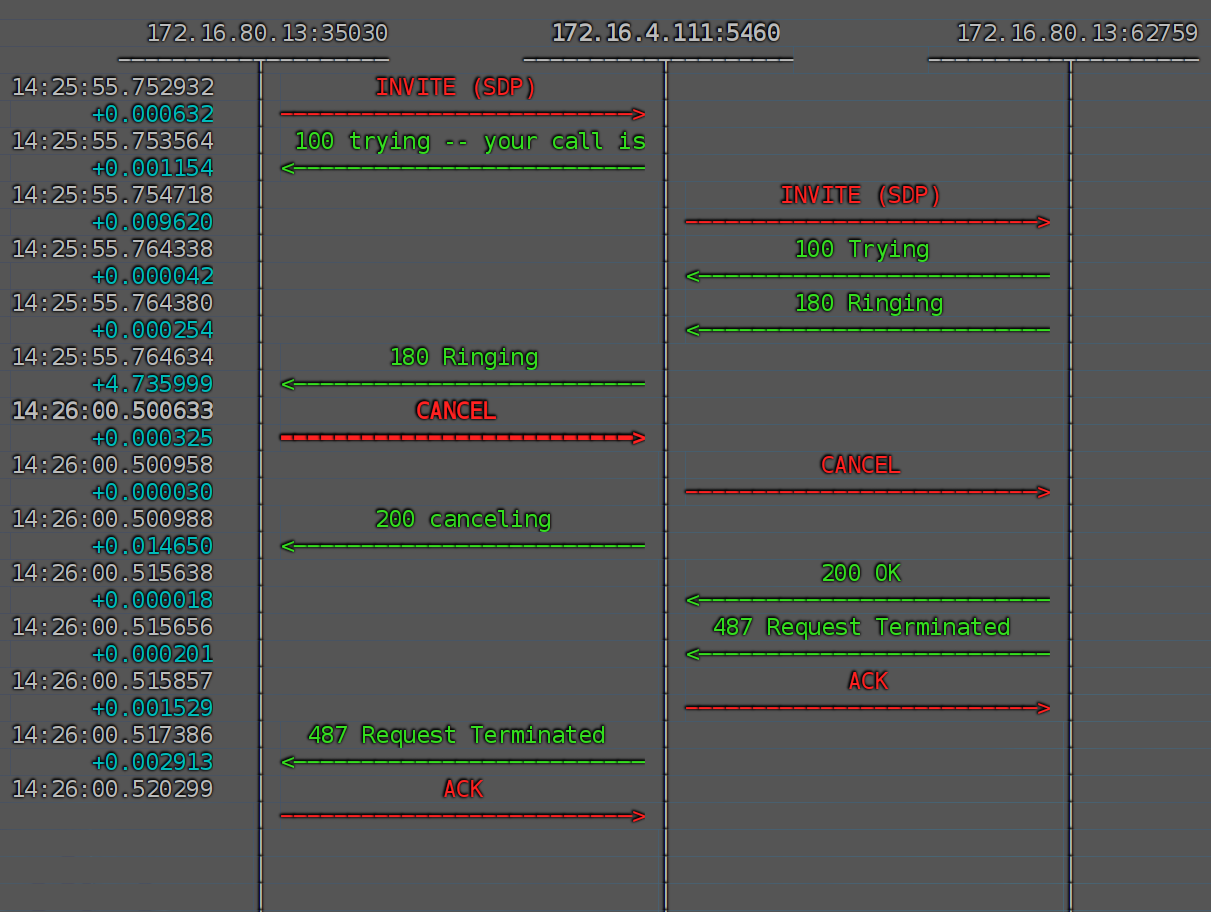 172.16.80.13:35030 172.16.4.111:5460 172.16.80.13:62759
14:25:55.752932 INVITE (SDP)
+0.000632
14:25:55.753564 100 trying -- your call is
+0.001154
14:25:55.754718 INVITE (SDP)
+0.009620
14:25:55.764338 100 Trying
+0.000042
14:25:55.764380 180 Ringing
+0.000254
14:25:55.764634 180 Ringing
+4.735999
14:26:00.500633 CANCEL
+0.000325
14:26:00.500958 CANCEL
+0.000030
14:26:00.500988 200 canceling
+0.014650
14:26:00.515638 200 OK
+0.000018
14:26:00.515656 487 Request Terminated
+0.000201
14:26:00.515857 ACK
+0.001529
14:26:00.517386 487 Request Terminated
+0.002913
14:26:00.520299 ACK